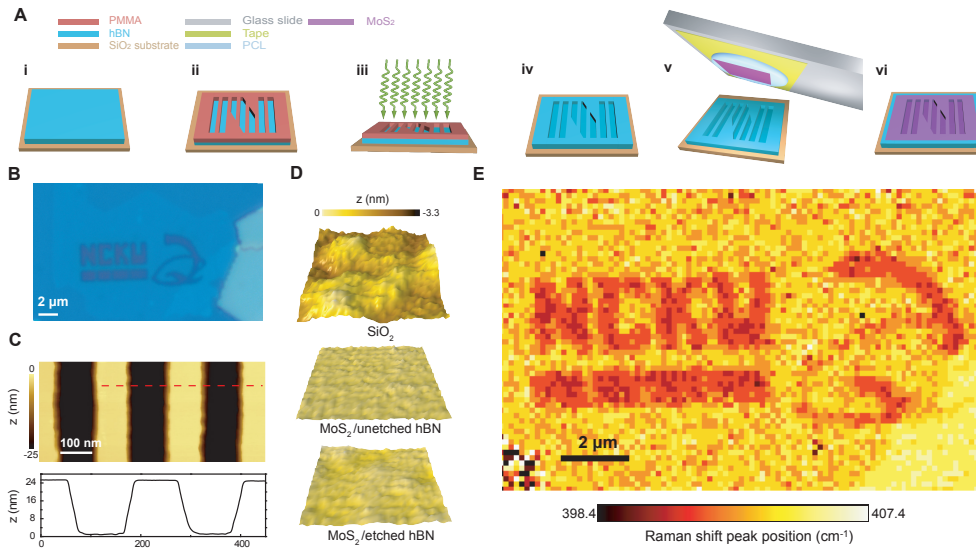 A
PMMA
hBN
SiO₂ substrate
Glass slide
Tape
PCL
MoS₂
i
ii
iii
iv
v
vi
B
NCKU
2 µm
C
0
z (nm)
-25
100 nm
z (nm)
24
16
8
0
0
200
400
D
z (nm)
0
-3.3
SiO₂
MoS₂/unetched hBN
MoS₂/etched hBN
E
NCKU
2 µm
398.4
407.4
Raman shift peak position (cm⁻¹)